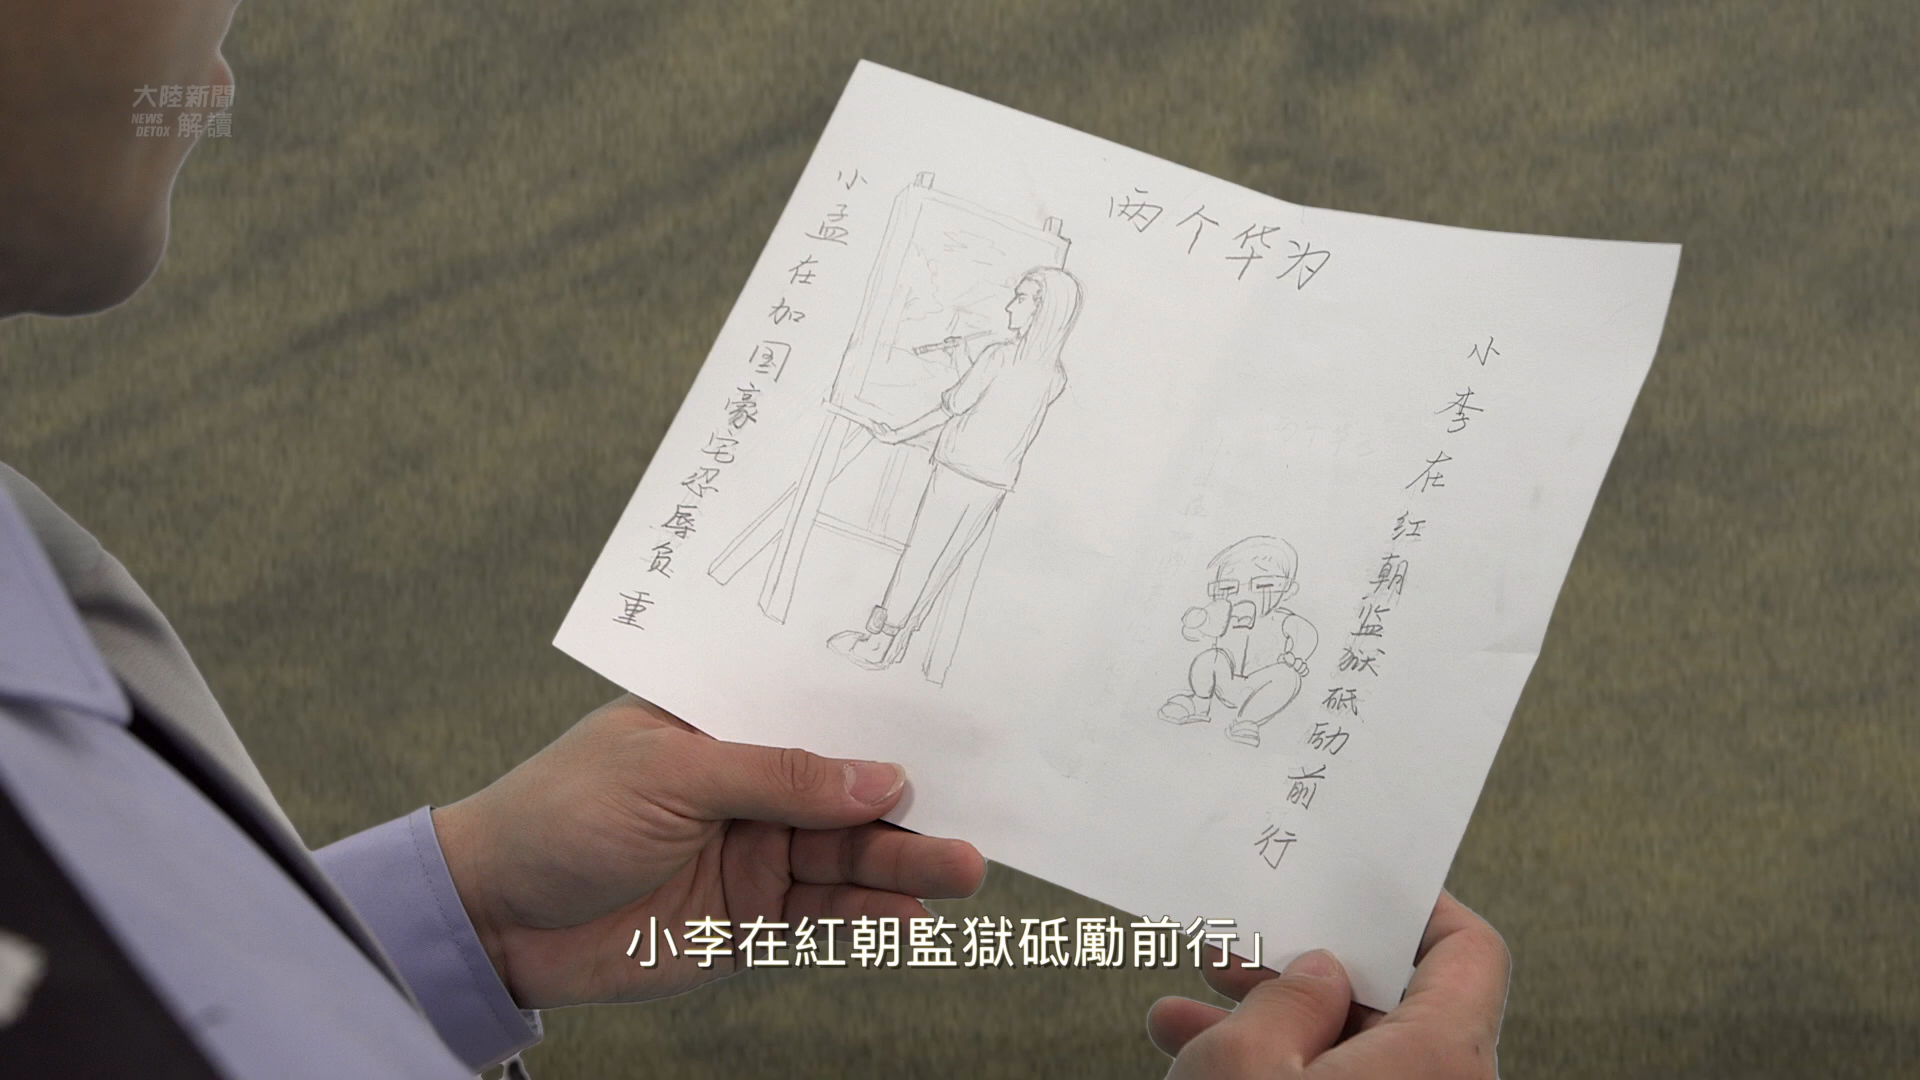 大陸新聞
NEWS
DETOX
解讀
两个华为
小孟在加国豪宅忍辱负重
小李在红朝监狱砥励前行
小李在紅朝監獄砥勵前行」